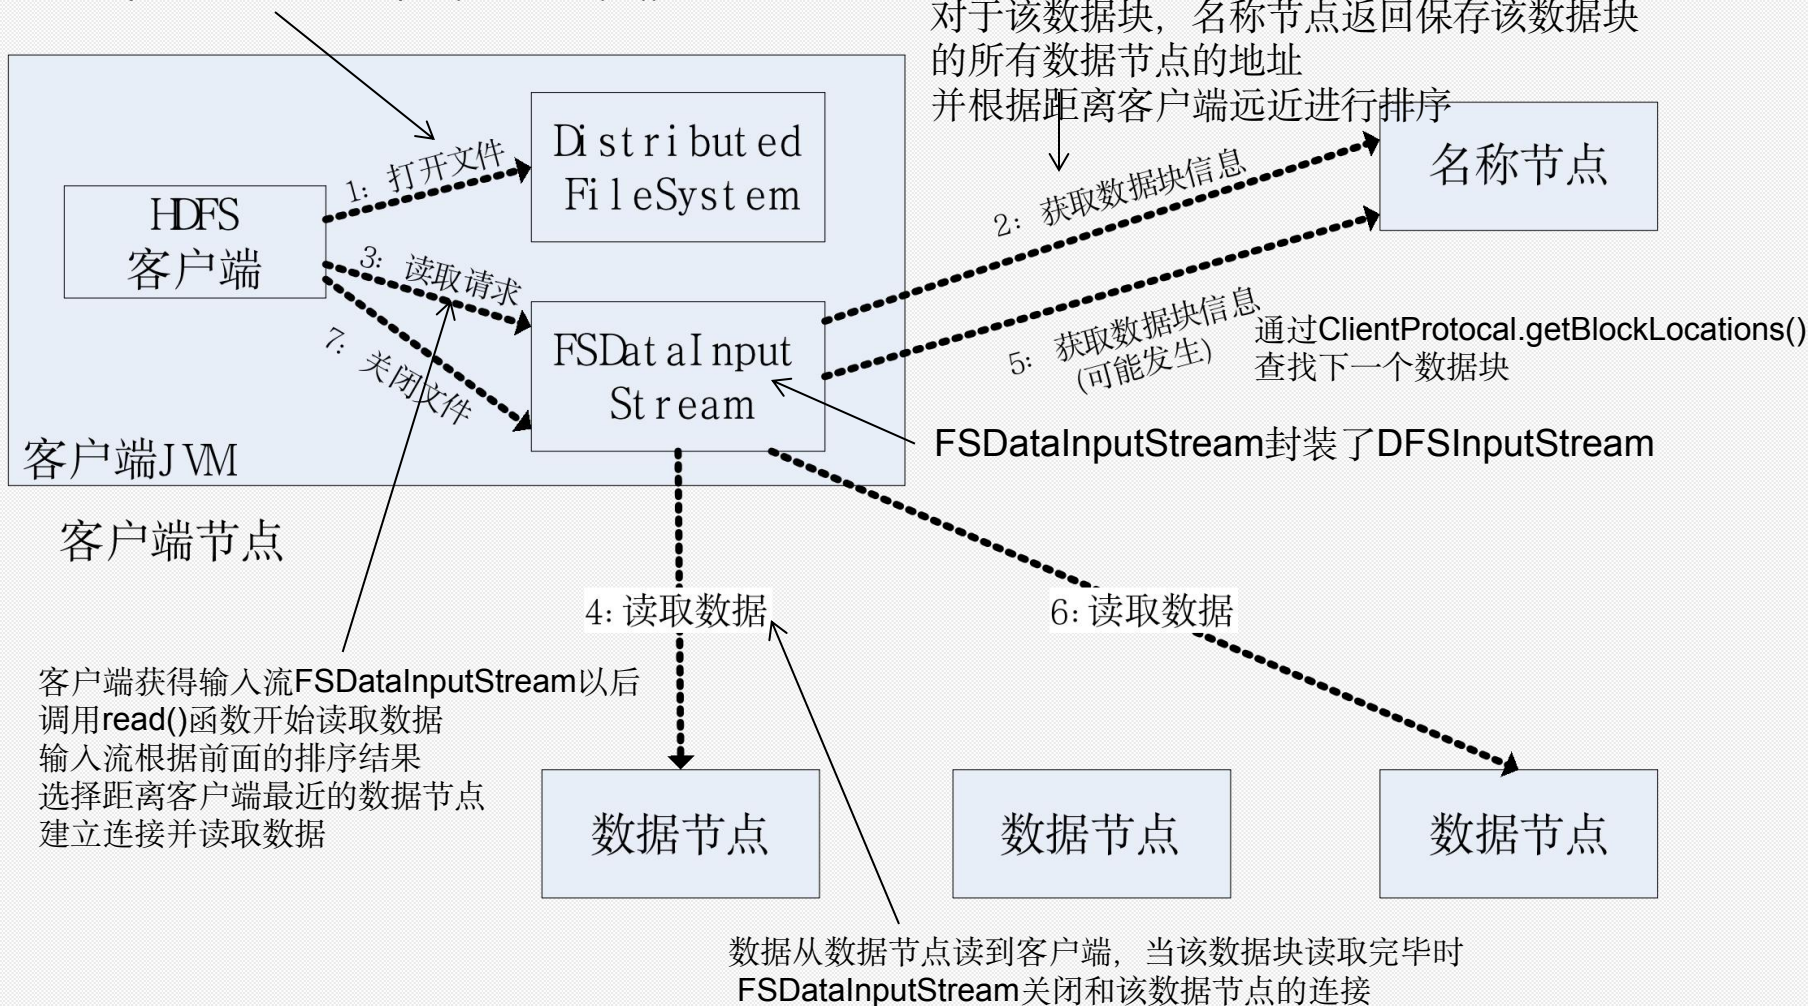 对于该数据块，名称节点返回保存该数据块
的所有数据节点的地址
并根据距离客户端远近进行排序
Distributed
FileSystem
名称节点
1：打开文件
HDFS
客户端
2：获取数据块信息
3：读取请求
FSDataInput
Stream
5：获取数据块信息
(可能发生)
通过ClientProtocal.getBlockLocations()
查找下一个数据块
7：关闭文件
FSDataInputStream封装了DFSInputStream
客户端JVM
客户端节点
4：读取数据
6：读取数据
客户端获得输入流FSDataInputStream以后
调用read()函数开始读取数据
输入流根据前面的排序结果
选择距离客户端最近的数据节点
建立连接并读取数据
数据节点
数据节点
数据节点
数据从数据节点读到客户端，当该数据块读取完毕时
FSDataInputStream关闭和该数据节点的连接